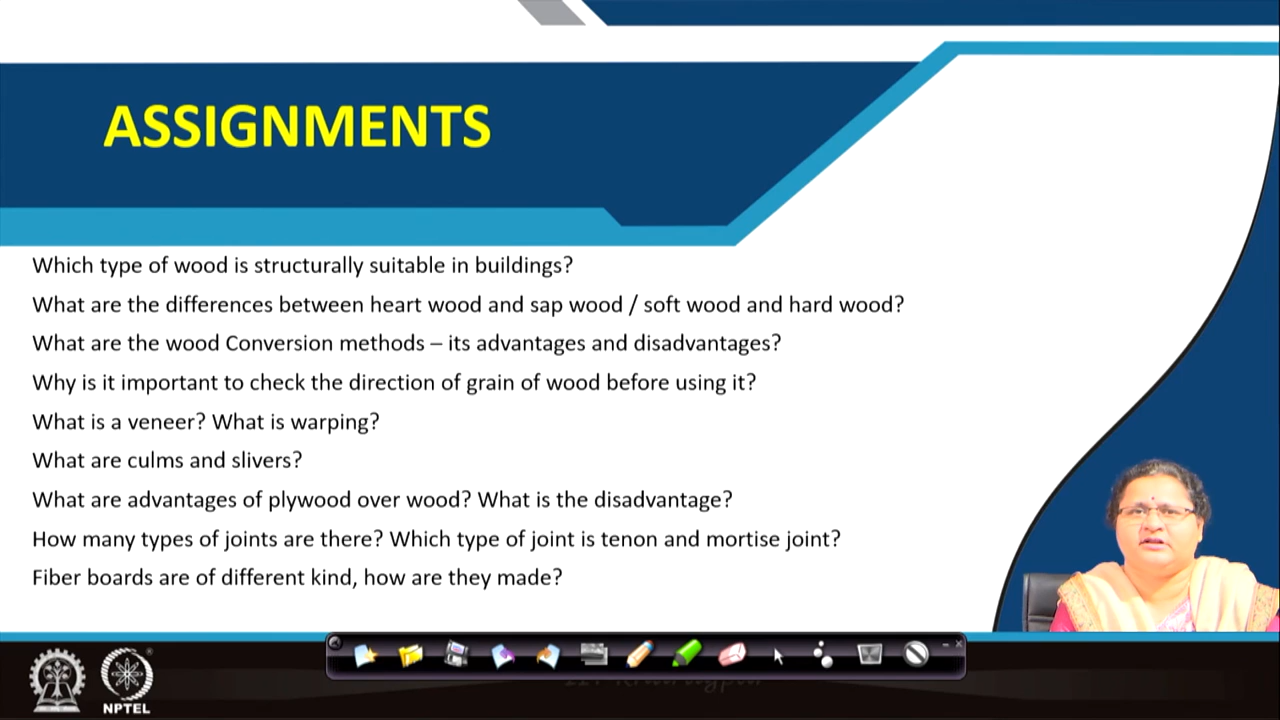 ASSIGNMENTS
Which type of wood is structurally suitable in buildings?
What are the differences between heart wood and sap wood / soft wood and hard wood?
What are the wood Conversion methods – its advantages and disadvantages?
Why is it important to check the direction of grain of wood before using it?
What is a veneer? What is warping?
What are culms and slivers?
What are advantages of plywood over wood? What is the disadvantage?
How many types of joints are there? Which type of joint is tenon and mortise joint?
Fiber boards are of different kind, how are they made?
NPTEL